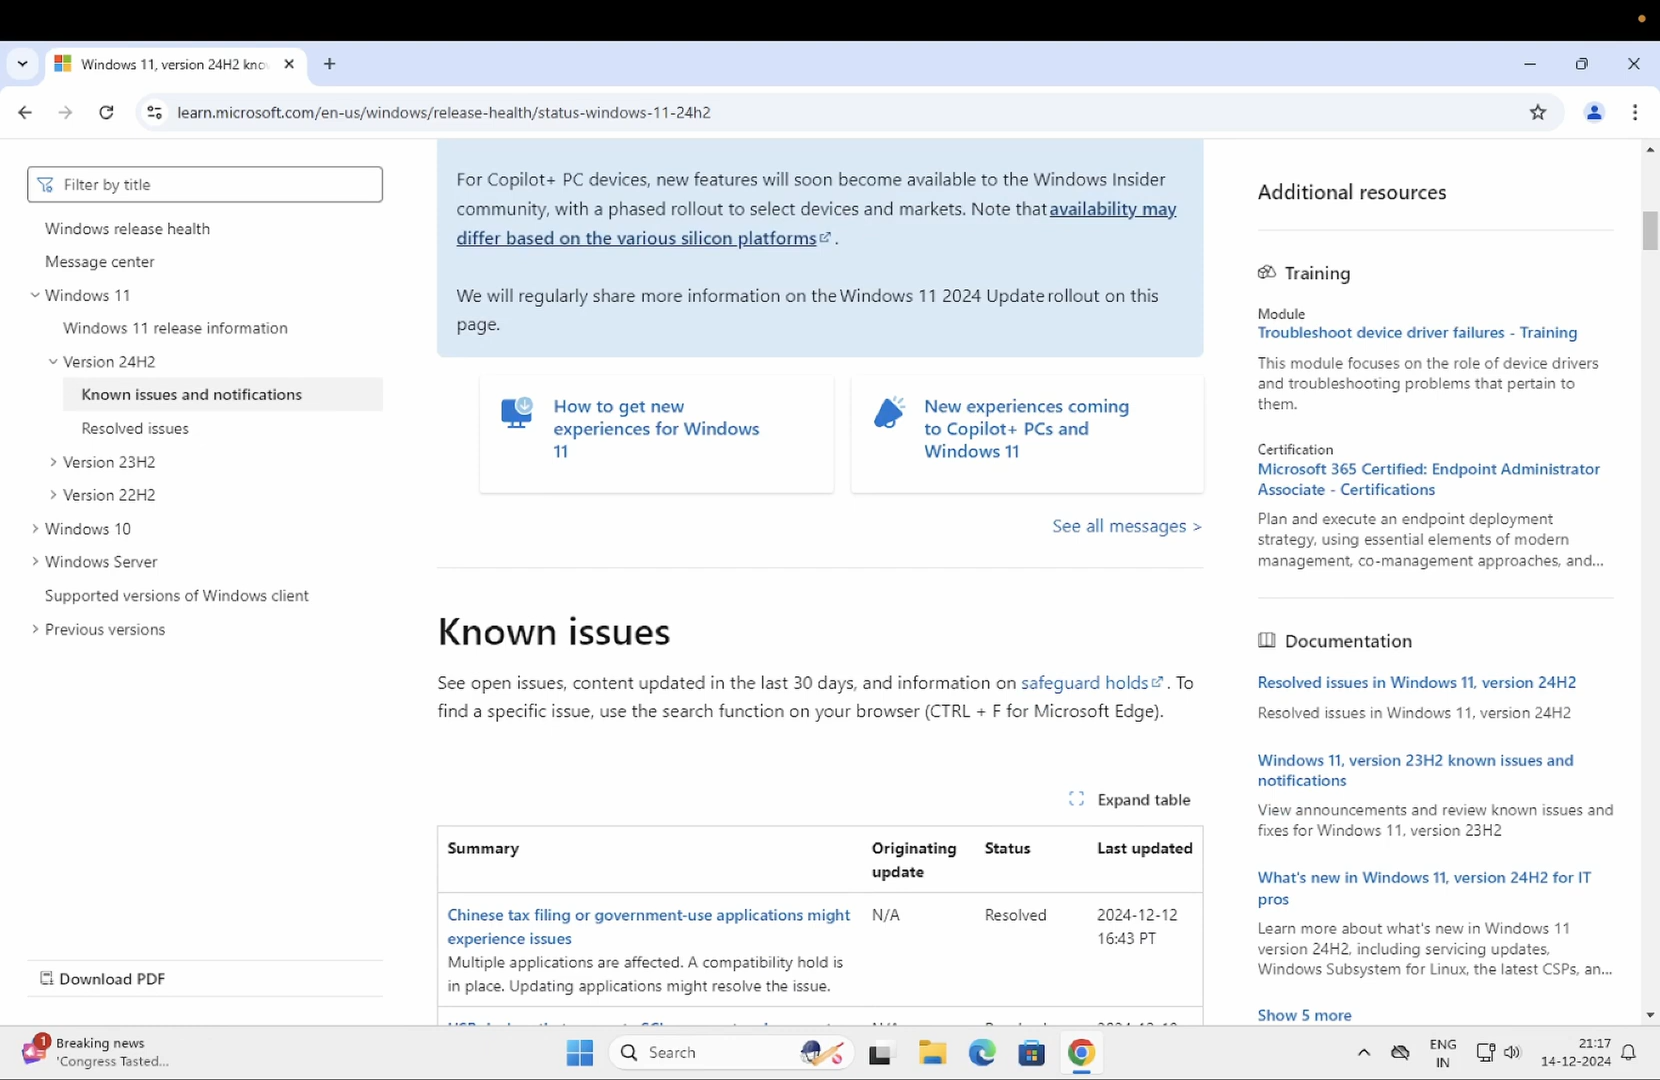 Windows 11, version 24H2 kno
learn.microsoft.com/en-us/windows/release-health/status-windows-11-24h2
Filter by title
Windows release health
Message center
Windows 11
Windows 11 release information
Version 24H2
Known issues and notifications
Resolved issues
Version 23H2
Version 22H2
Windows 10
Windows Server
Supported versions of Windows client
Previous versions
Download PDF
For Copilot+ PC devices, new features will soon become available to the Windows Insider
community, with a phased rollout to select devices and markets. Note that availability may
differ based on the various silicon platforms .
We will regularly share more information on the Windows 11 2024 Update rollout on this
page.
How to get new
experiences for Windows
11
New experiences coming
to Copilot+ PCs and
Windows 11
See all messages >
Known issues
See open issues, content updated in the last 30 days, and information on safeguard holds . To
find a specific issue, use the search function on your browser (CTRL + F for Microsoft Edge).
Expand table
Summary Originating update Status Last updated
Chinese tax filing or government-use applications might N/A Resolved 2024-12-12
experience issues 16:43 PT
Multiple applications are affected. A compatibility hold is
in place. Updating applications might resolve the issue.
Additional resources
Training
Module
Troubleshoot device driver failures - Training
This module focuses on the role of device drivers
and troubleshooting problems that pertain to
them.
Certification
Microsoft 365 Certified: Endpoint Administrator
Associate - Certifications
Plan and execute an endpoint deployment
strategy, using essential elements of modern
management, co-management approaches, and...
Documentation
Resolved issues in Windows 11, version 24H2
Resolved issues in Windows 11, version 24H2
Windows 11, version 23H2 known issues and
notifications
View announcements and review known issues and
fixes for Windows 11, version 23H2
What's new in Windows 11, version 24H2 for IT
pros
Learn more about what's new in Windows 11
version 24H2, including servicing updates,
Windows Subsystem for Linux, the latest CSPs, an...
Show 5 more
1
Breaking news
'Congress Tasted...
Search
ENG
IN
21:17
14-12-2024